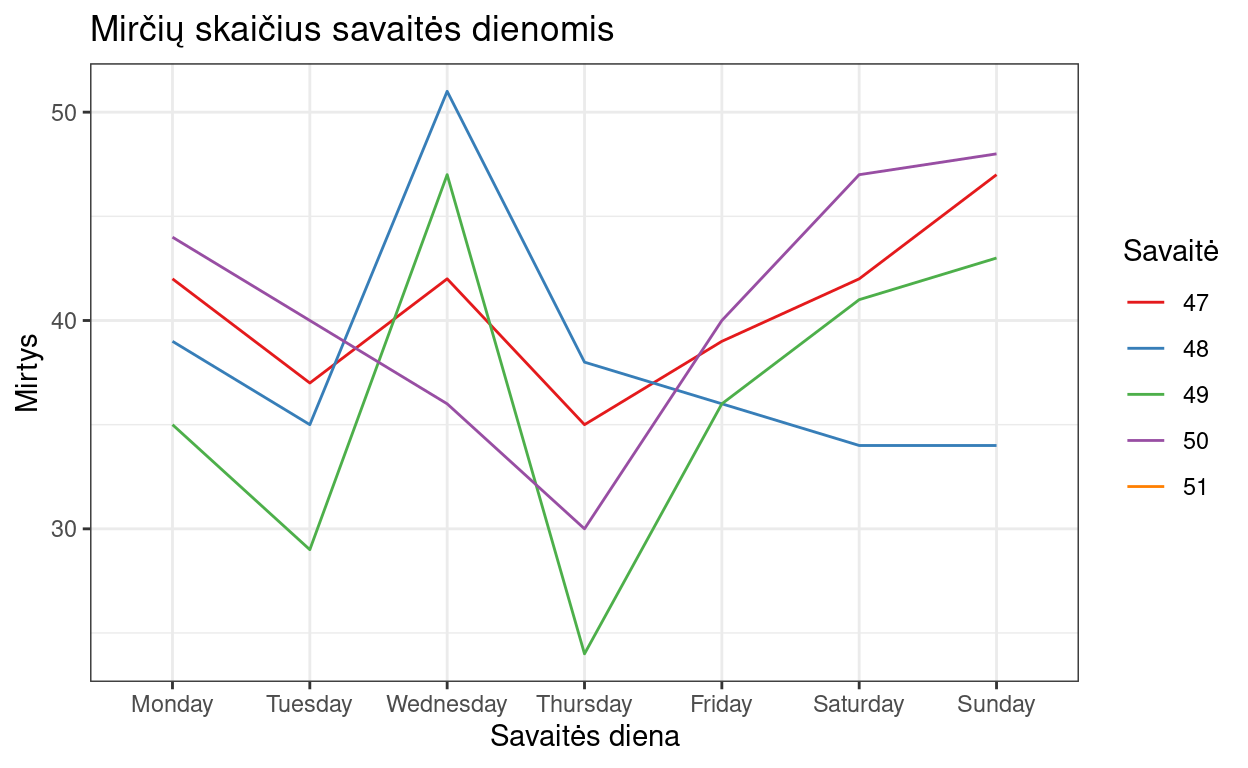 Mirčių skaičius savaitės dienomis
Mirtys
50
40
30
Monday Tuesday Wednesday Thursday Friday Saturday Sunday
Savaitės diena
Savaitė
47
48
49
50
51